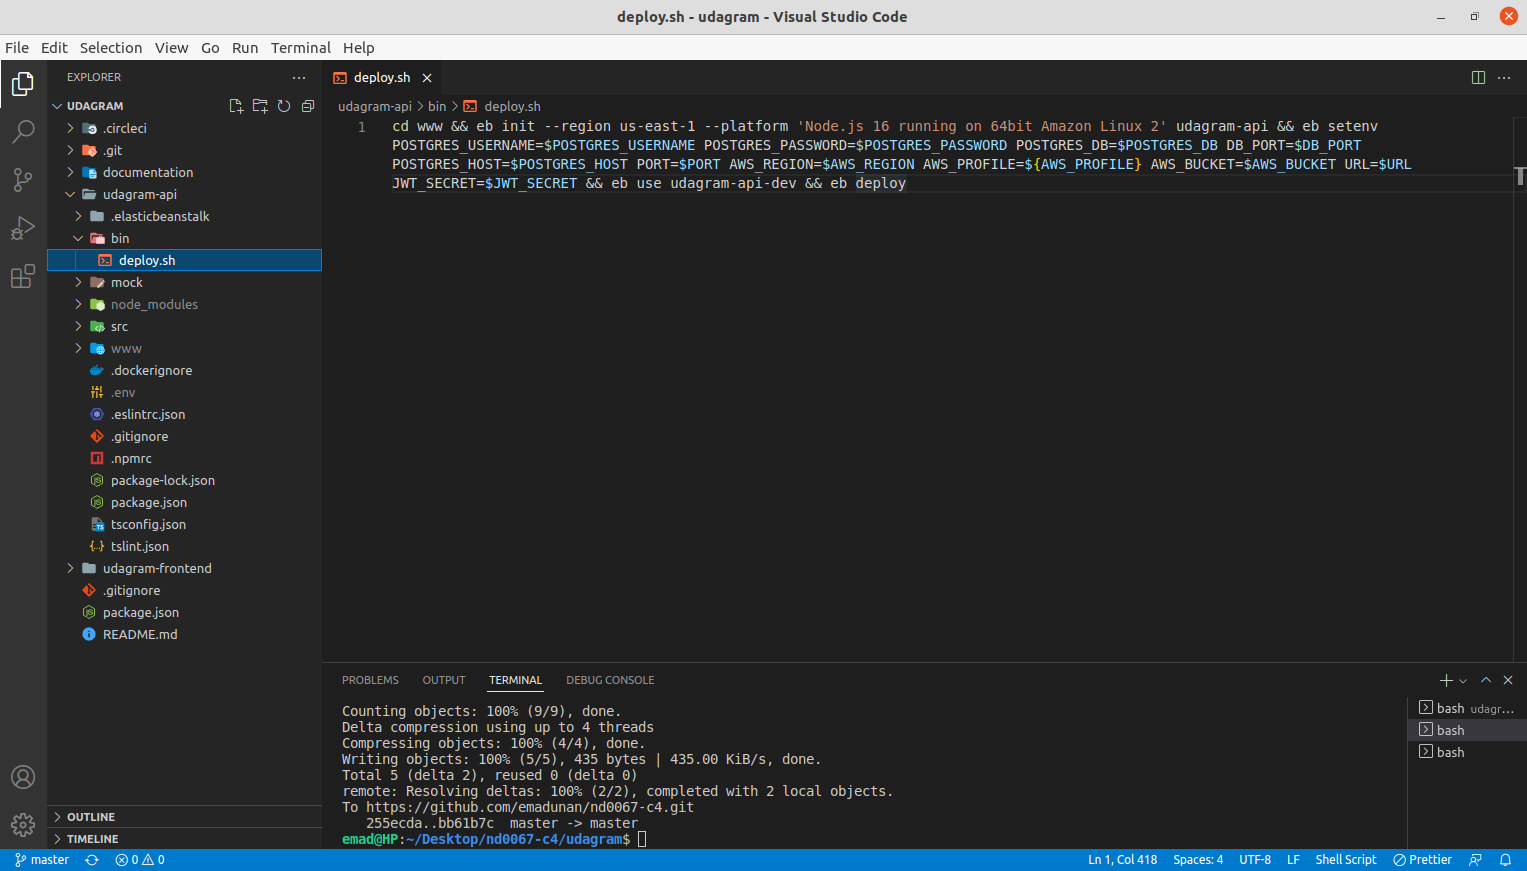 deploy.sh - udagram - Visual Studio Code
File Edit Selection View Go Run Terminal Help
EXPLORER
UDAGRAM
.circleci
.git
documentation
udagram-api
.elasticbeanstalk
bin
deploy.sh
mock
node_modules
src
www
.dockerignore
.env
.eslintrc.json
.gitignore
.npmrc
package-lock.json
package.json
tsconfig.json
tslint.json
udagram-frontend
.gitignore
package.json
README.md
OUTLINE
TIMELINE
deploy.sh
udagram-api > bin > deploy.sh
1 cd www && eb init --region us-east-1 --platform 'Node.js 16 running on 64bit Amazon Linux 2' udagram-api && eb setenv
POSTGRES_USERNAME=$POSTGRES_USERNAME POSTGRES_PASSWORD=$POSTGRES_PASSWORD POSTGRES_DB=$POSTGRES_DB DB_PORT=$DB_PORT
POSTGRES_HOST=$POSTGRES_HOST PORT=$PORT AWS_REGION=$AWS_REGION AWS_PROFILE=${AWS_PROFILE} AWS_BUCKET=$AWS_BUCKET URL=$URL
JWT_SECRET=$JWT_SECRET && eb use udagram-api-dev && eb deploy
PROBLEMS OUTPUT TERMINAL DEBUG CONSOLE
Counting objects: 100% (9/9), done.
Delta compression using up to 4 threads
Compressing objects: 100% (4/4), done.
Writing objects: 100% (5/5), 435 bytes | 435.00 KiB/s, done.
Total 5 (delta 2), reused 0 (delta 0)
remote: Resolving deltas: 100% (2/2), completed with 2 local objects.
To https://github.com/emadunan/nd0067-c4.git
255ecda..bb61b7c master -> master
emad@HP:~/Desktop/nd0067-c4/udagram$
bash udagr...
bash
bash
master 0 0 Ln 1, Col 418 Spaces: 4 UTF-8 LF Shell Script Prettier